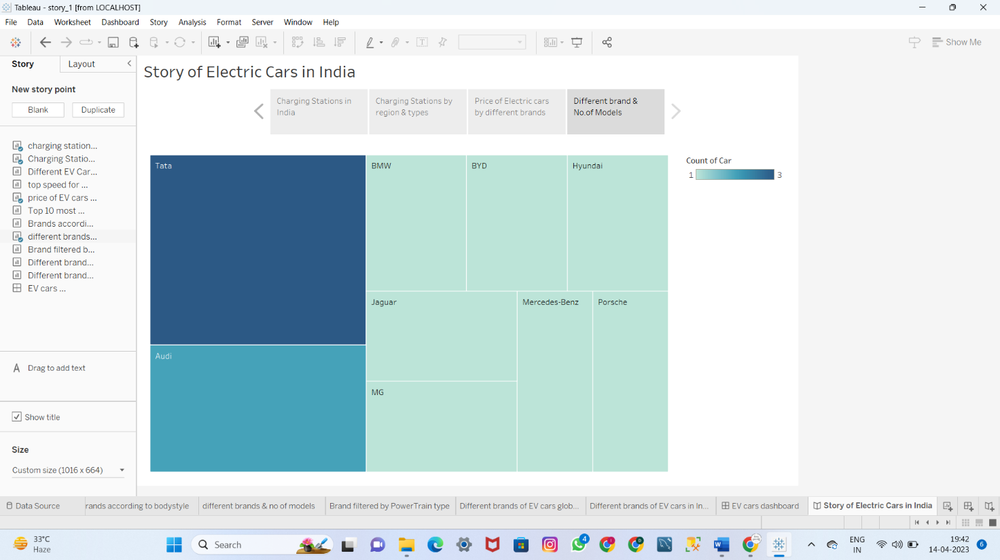 Tableau - story_1 [from LOCALHOST]
File Data Worksheet Dashboard Story Analysis Format Server Window Help
Show Me
Story Layout
New story point
Blank Duplicate
charging station...
Charging Statio...
Different EV Car...
top speed for ...
price of EV cars ...
Top 10 most ...
Brands accordi...
different brands...
Brand filtered b...
Different brand...
Different brand...
EV cars ...
A Drag to add text
Show title
Size
Custom size (1016 x 664)
Story of Electric Cars in India
Charging Stations in
India
Charging Stations by
region & types
Price of Electric cars
by different brands
Different brand &
No.of Models
Tata
BMW
BYD
Hyundai
Audi
Jaguar
Mercedes-Benz
Porsche
MG
Count of Car
1 3
Data Source rands according to bodystyle different brands & no of models Brand filtered by PowerTrain type Different brands of EV cars glob... Different brands of EV cars in In... EV cars dashboard Story of Electric Cars in India
33°C
Haze
Search
4
ENG
IN
19:42
14-04-2023
6